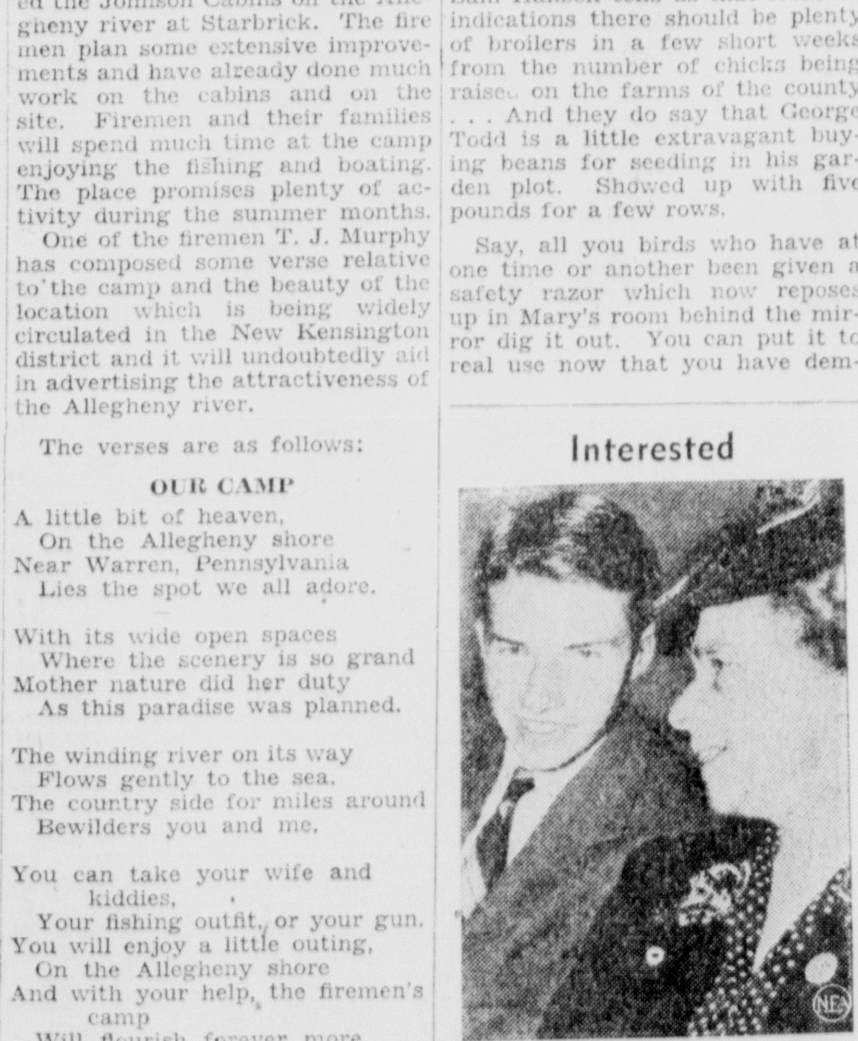 ed the Johnson Cabins on the Alle-
gheny river at Starbrick. The fire
men plan some extensive improve-
ments and have already done much
work on the cabins and on the
site. Firemen and their families
will spend much time at the camp
enjoying the fishing and boating.
The place promises plenty of ac-
tivity during the summer months.
One of the firemen T. J. Murphy
has composed some verse relative
to the camp and the beauty of the
location which is being widely
circulated in the New Kensington
district and it will undoubtedly aid
in advertising the attractiveness of
the Allegheny river.
The verses are as follows:
OUR CAMP
A little bit of heaven,
On the Allegheny shore
Near Warren, Pennsylvania
Lies the spot we all adore.
With its wide open spaces
Where the scenery is so grand
Mother nature did her duty
As this paradise was planned.
The winding river on its way
Flows gently to the sea.
The country side for miles around
Bewilders you and me.
You can take your wife and
kiddies,
Your fishing outfit, or your gun.
You will enjoy a little outing,
On the Allegheny shore
And with your help, the firemen's
camp
Will flourish forever more
indications there should be plenty
of broilers in a few short weeks
from the number of chicks being
raised on the farms of the county
. . . And they do say that George
Todd is a little extravagant buy-
ing beans for seeding in his gar-
den plot. Showed up with five
pounds for a few rows.
Say, all you birds who have at
one time or another been given a
safety razor which now reposes
up in Mary's room behind the mir-
ror dig it out. You can put it to
real use now that you have dem-
Interested
NEA